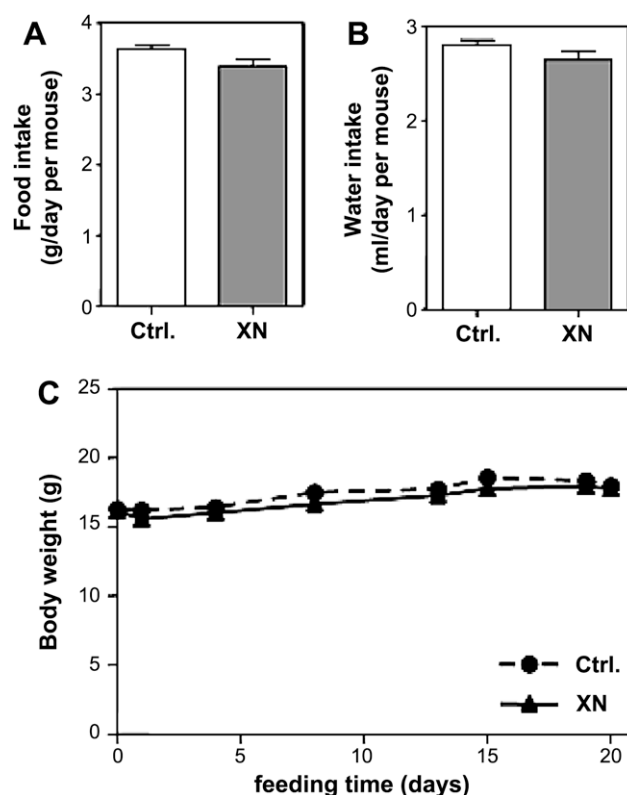 A
Food intake
(g/day per mouse)
4
3
2
1
0
Ctrl.
XN
B
Water intake
(ml/day per mouse)
3
2
1
0
Ctrl.
XN
C
Body weight (g)
25
20
15
10
5
0
Ctrl.
XN
0
5
10
15
20
feeding time (days)